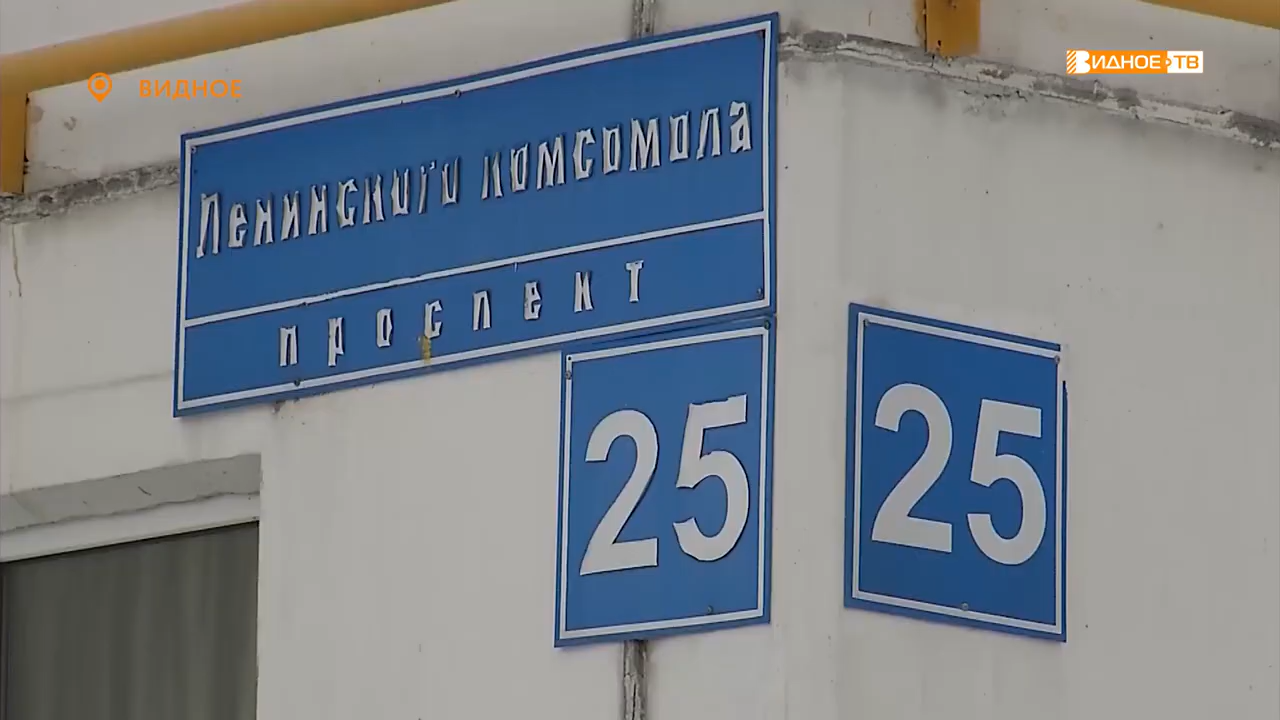 ВИДНОЕ
ВИДНОЕ ТВ
Ленинского комсомола
проспект
25
25